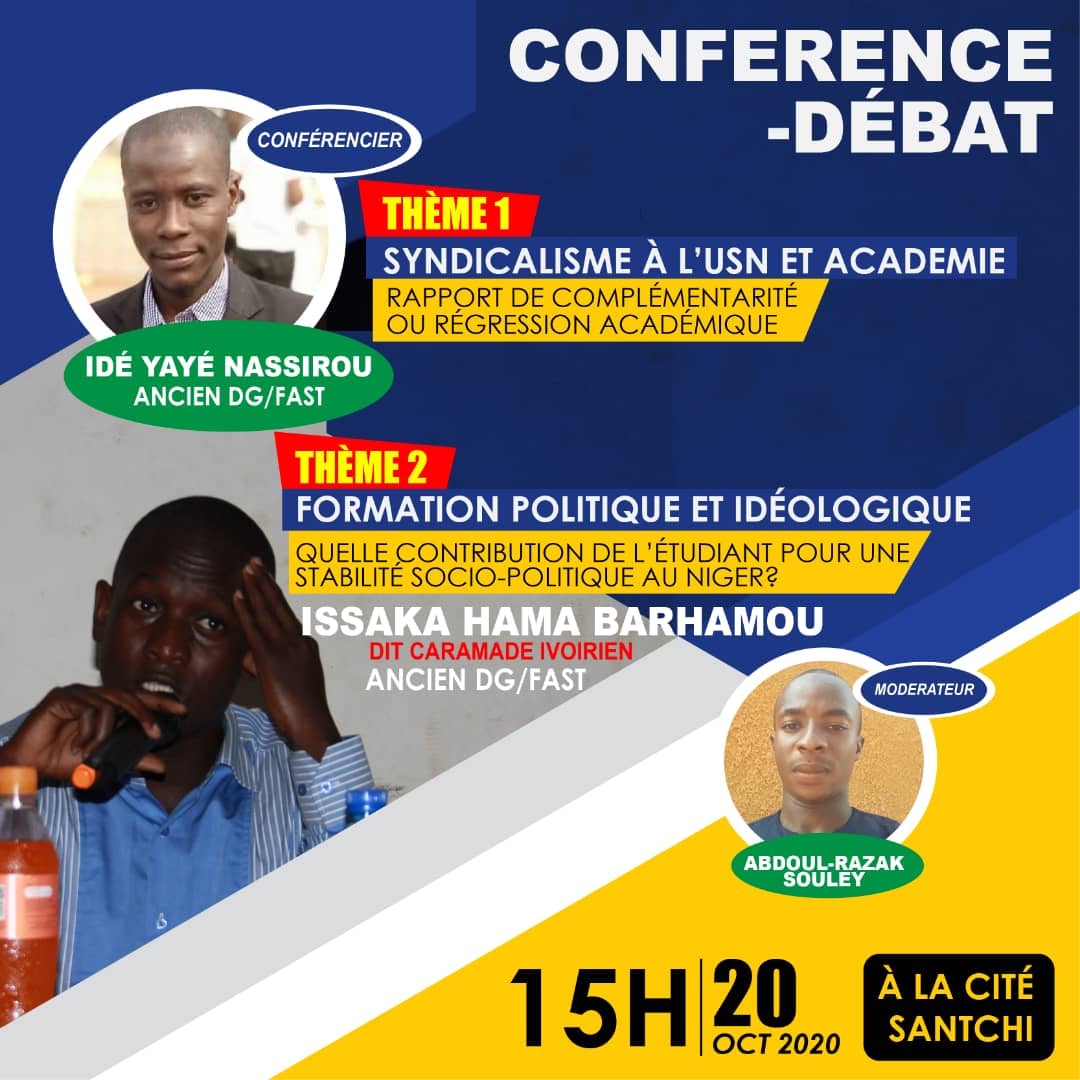 CONFERENCE
-DÉBAT
CONFÉRENCIER
THÈME 1
SYNDICALISME À L'USN ET ACADEMIE
RAPPORT DE COMPLÉMENTARITÉ
OU RÉGRESSION ACADÉMIQUE
IDÉ YAYÉ NASSIROU
ANCIEN DG/FAST
THÈME 2
FORMATION POLITIQUE ET IDÉOLOGIQUE
QUELLE CONTRIBUTION DE L'ÉTUDIANT POUR UNE
STABILITÉ SOCIO-POLITIQUE AU NIGER?
ISSAKA HAMA BARHAMOU
DIT CARAMADE IVOIRIEN
ANCIEN DG/FAST
MODERATEUR
ABDOUL-RAZAK
SOULEY
15H
20
OCT 2020
À LA CITÉ
SANTCHI